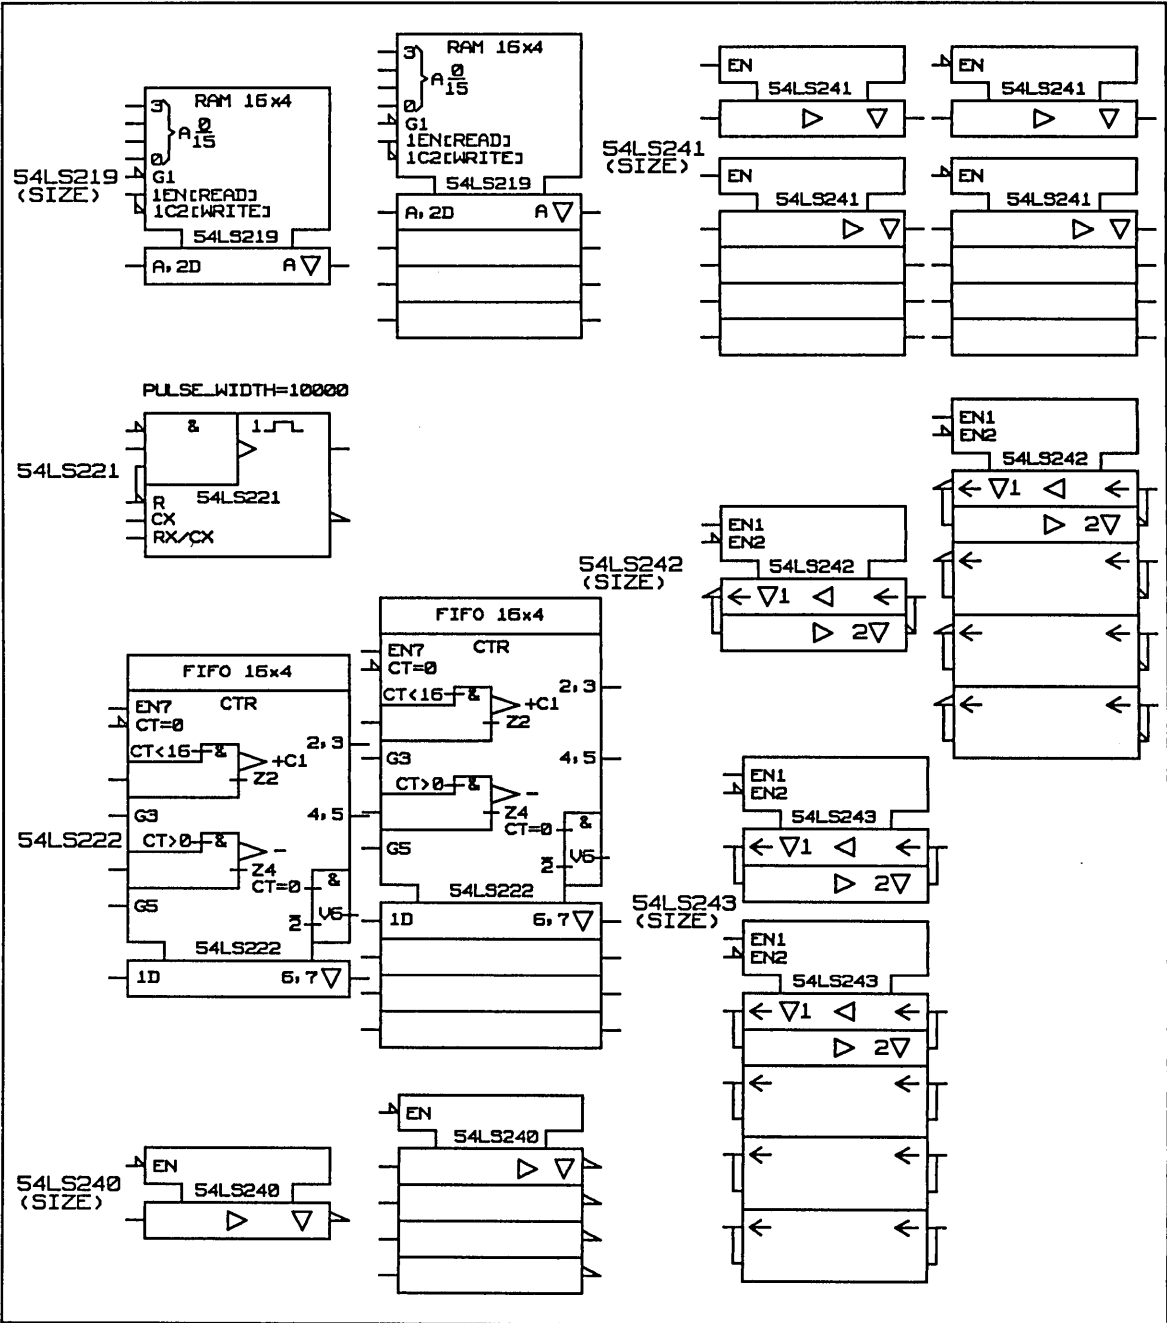 54LS219
(SIZE)
RAM 16x4
3
A 0
15
0
G1
1EN[READ]
1C2[WRITE]
54LS219
A,2D A
RAM 16x4
3
A 0
15
0
G1
1EN[READ]
1C2[WRITE]
54LS219
A,2D A
54LS241
(SIZE)
EN
54LS241
EN
54LS241
EN
54LS241
EN
54LS241
PULSE_WIDTH=10000
54LS221
& 1
54LS221
R
CX
RX/CX
54LS242
(SIZE)
EN1
EN2
54LS242
1
2
EN1
EN2
54LS242
1
2
54LS222
FIFO 16x4
EN7 CTR
CT=0
2,3
CT<16 &
+C1
Z2
G3
4,5
CT>0 &
-
Z4
CT=0 &
G5
V6
2
54LS222
1D 6,7
FIFO 16x4
EN7 CTR
CT=0
2,3
CT<16 &
+C1
Z2
G3
4,5
CT>0 &
-
Z4
CT=0 &
G5
V6
2
54LS222
1D 6,7
54LS243
(SIZE)
EN1
EN2
54LS243
1
2
EN1
EN2
54LS243
1
2
54LS240
(SIZE)
EN
54LS240
EN
54LS240